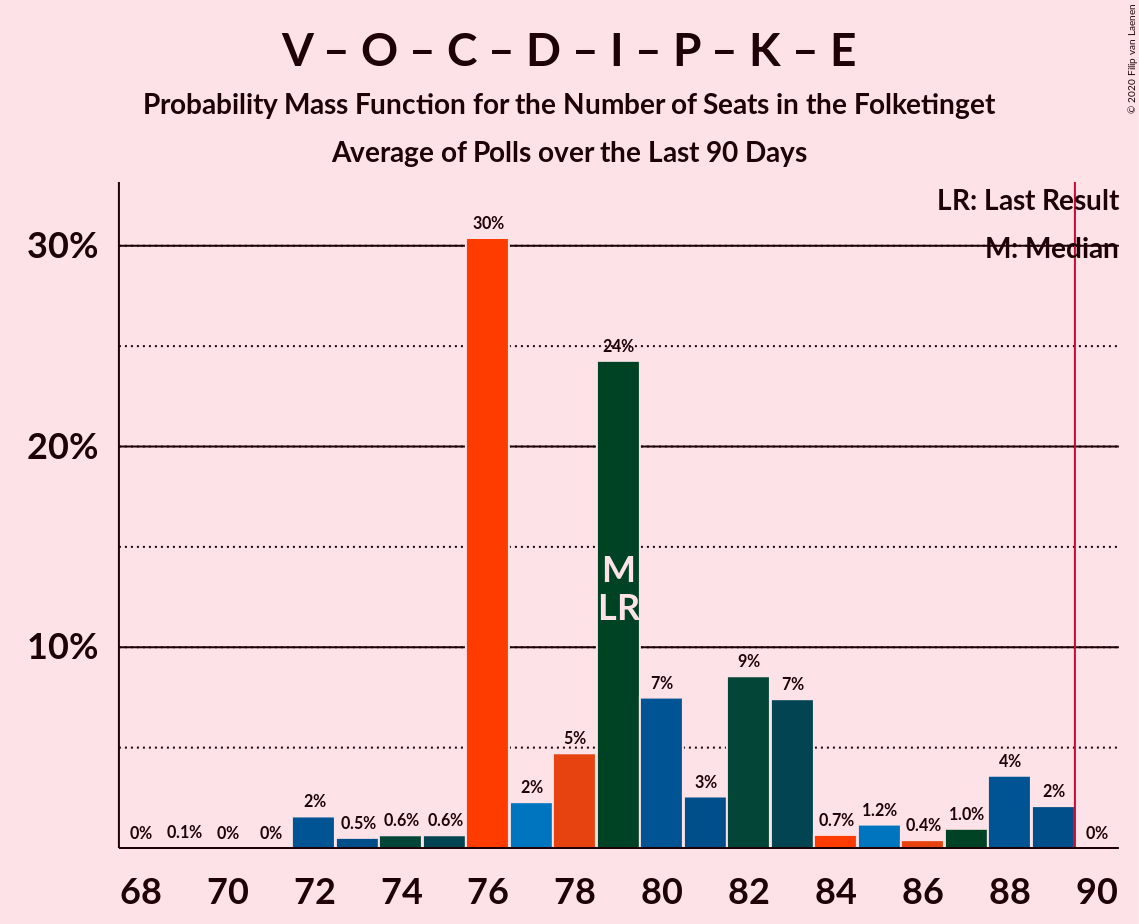 V – O – C – D – I – P – K – E
Probability Mass Function for the Number of Seats in the Folketinget
Average of Polls over the Last 90 Days
© 2020 Filip van Laenen
LR: Last Result
M: Median
30%
20%
10%
0%
0.1%
0%
0%
2%
0.5%
0.6%
0.6%
30%
2%
5%
24%
7%
3%
9%
7%
0.7%
1.2%
0.4%
1.0%
4%
2%
0%
M
LR
68 70 72 74 76 78 80 82 84 86 88 90